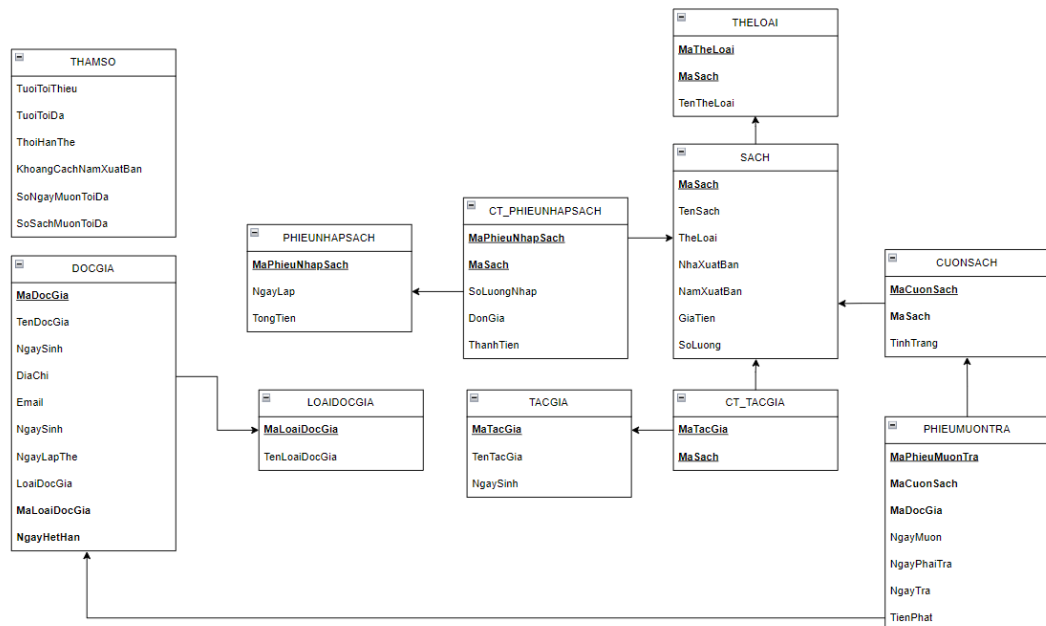 THAMSO
TuoiToiThieu
TuoiToiDa
ThoiHanThe
KhoangCachNamXuatBan
SoNgayMuonToiDa
SoSachMuonToiDa
DOCGIA
MaDocGia
TenDocGia
NgaySinh
DiaChi
Email
NgaySinh
NgayLapThe
LoaiDocGia
MaLoaiDocGia
NgayHetHan
PHIEUNHAPSACH
MaPhieuNhapSach
NgayLap
TongTien
LOAIDOCGIA
MaLoaiDocGia
TenLoaiDocGia
CT_PHIEUNHAPSACH
MaPhieuNhapSach
MaSach
SoLuongNhap
DonGia
ThanhTien
TACGIA
MaTacGia
TenTacGia
NgaySinh
THELOAI
MaTheLoai
MaSach
TenTheLoai
SACH
MaSach
TenSach
TheLoai
NhaXuatBan
NamXuatBan
GiaTien
SoLuong
CT_TACGIA
MaTacGia
MaSach
CUONSACH
MaCuonSach
MaSach
TinhTrang
PHIEUMUONTRA
MaPhieuMuonTra
MaCuonSach
MaDocGia
NgayMuon
NgayPhaiTra
NgayTra
TienPhat